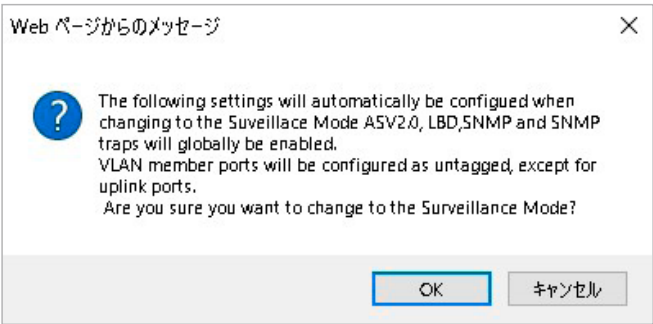 Web ページからのメッセージ
The following settings will automatically be configued when
changing to the Suveillace Mode ASV2.0, LBD,SNMP and SNMP
traps will globally be enabled.
VLAN member ports will be configured as untagged, except for
uplink ports.
Are you sure you want to change to the Surveillance Mode?
OK
キャンセル